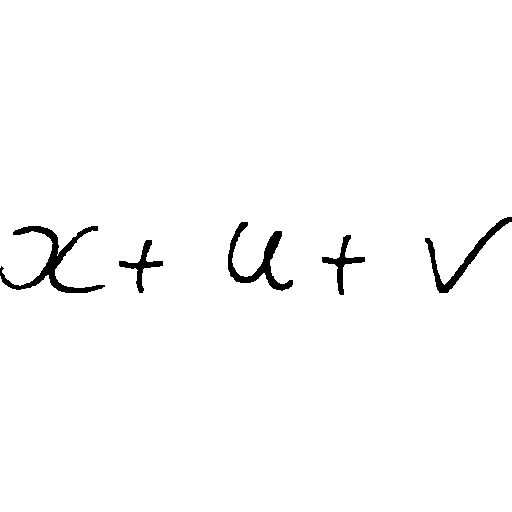 x + u + v